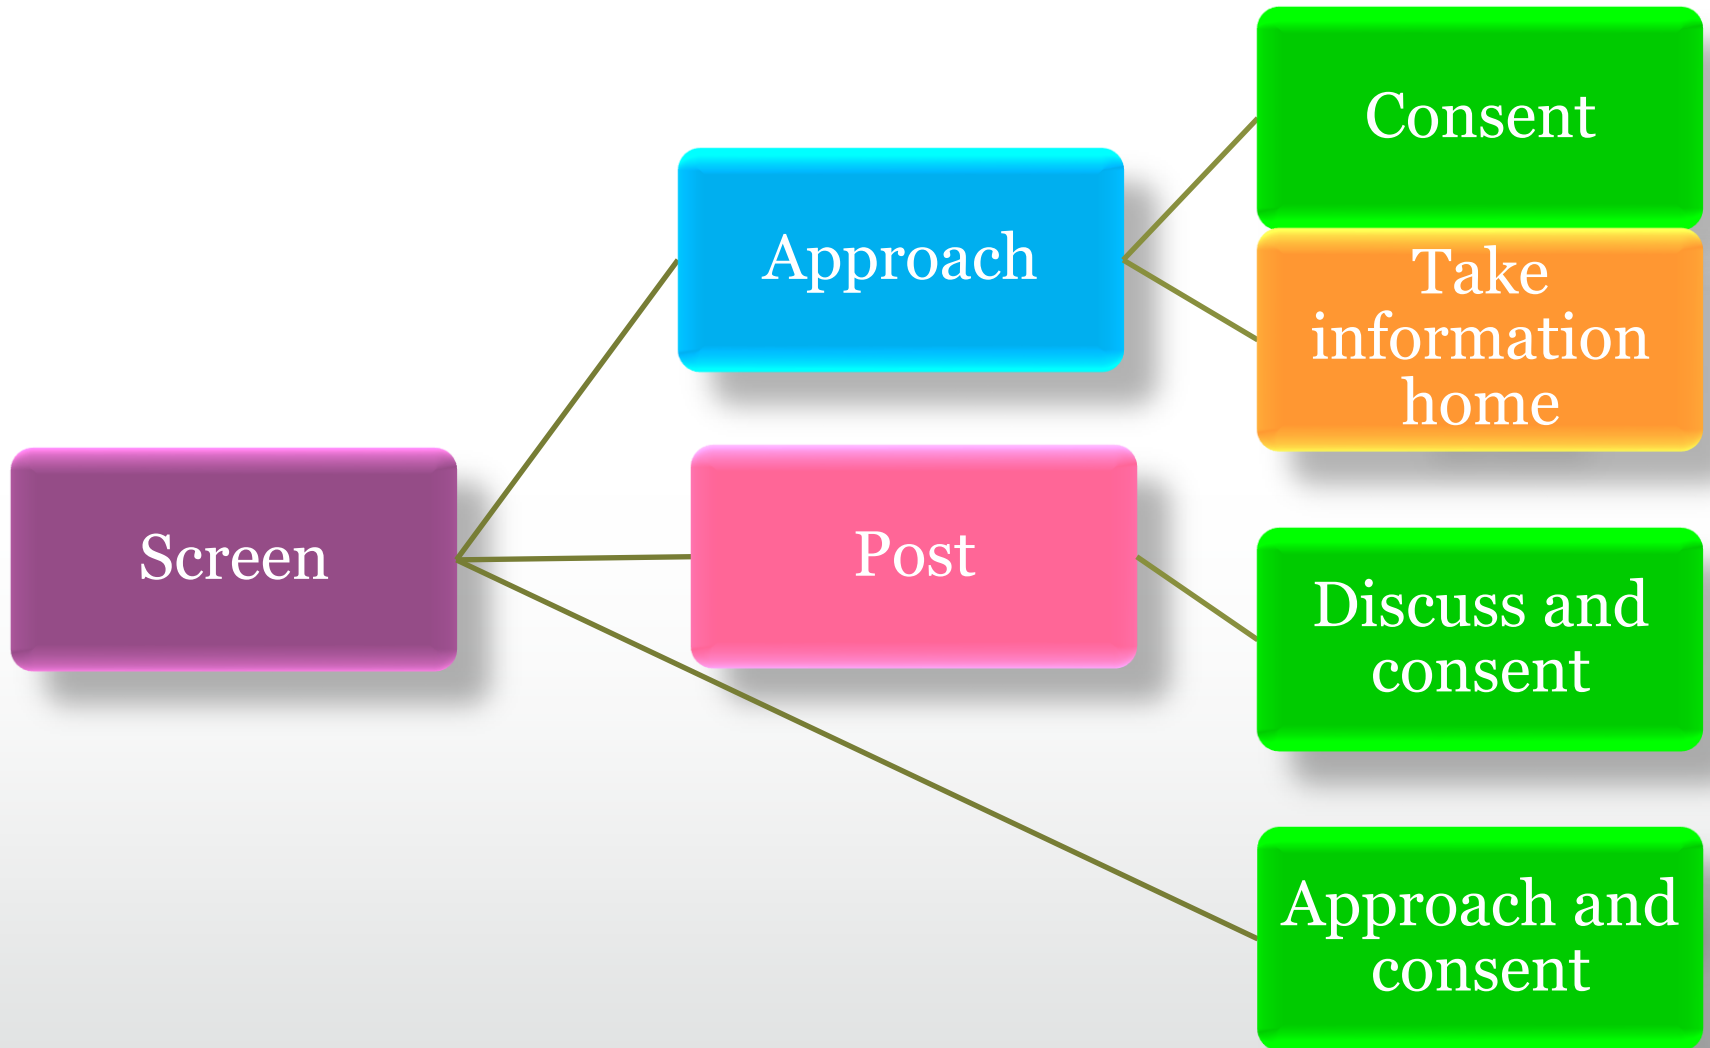 Screen
Approach
Post
Consent
Take
information
home
Discuss and
consent
Approach and
consent